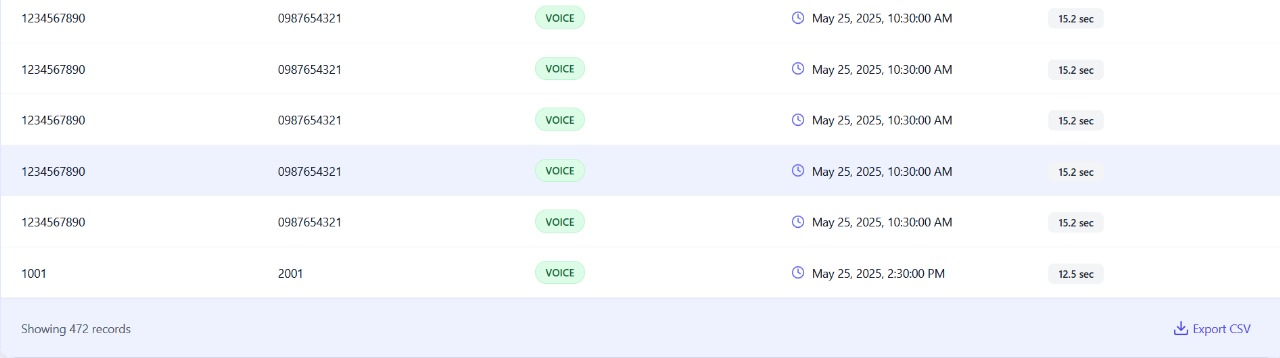 1234567890 0987654321 VOICE May 25, 2025, 10:30:00 AM 15.2 sec
1234567890 0987654321 VOICE May 25, 2025, 10:30:00 AM 15.2 sec
1234567890 0987654321 VOICE May 25, 2025, 10:30:00 AM 15.2 sec
1234567890 0987654321 VOICE May 25, 2025, 10:30:00 AM 15.2 sec
1234567890 0987654321 VOICE May 25, 2025, 10:30:00 AM 15.2 sec
1001 2001 VOICE May 25, 2025, 2:30:00 PM 12.5 sec
Showing 472 records Export CSV